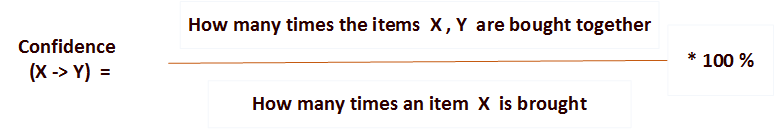 How many times the items X , Y are bought together
Confidence
(X -> Y) =
* 100 %
How many times an item X is brought